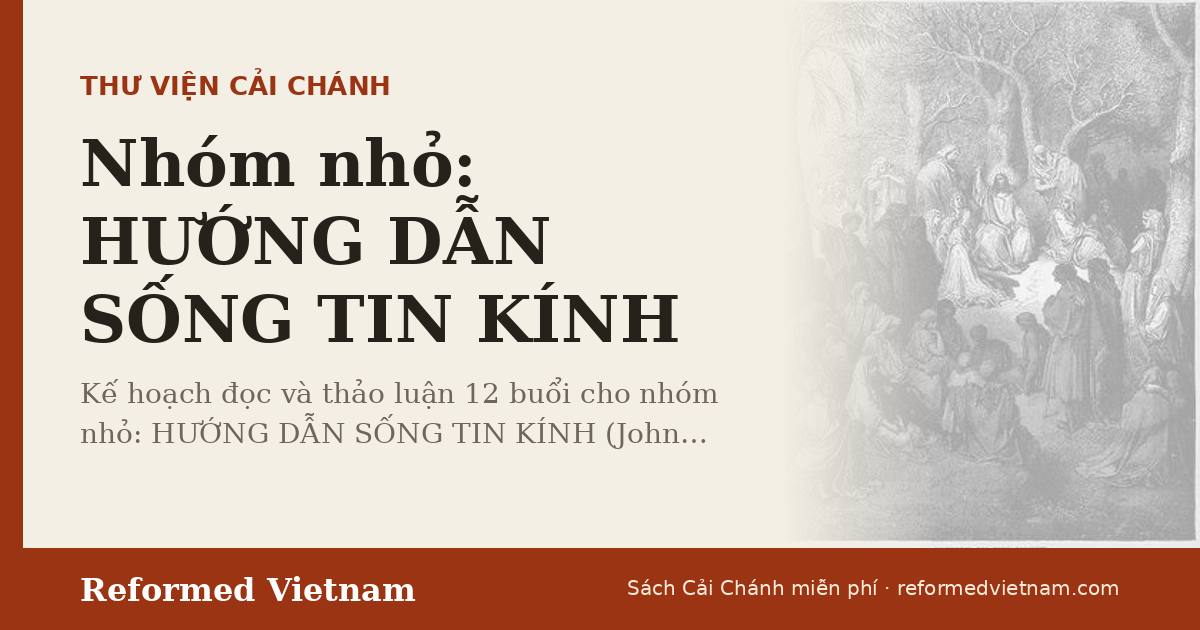 THƯ VIỆN CẢI CHÁNH
Nhóm nhỏ:
HƯỚNG DẪN
SỐNG TIN KÍNH
Kế hoạch đọc và thảo luận 12 buổi cho nhóm
nhỏ: HƯỚNG DẪN SỐNG TIN KÍNH (John...
Reformed Vietnam
Sách Cải Chánh miễn phí · reformedvietnam.com